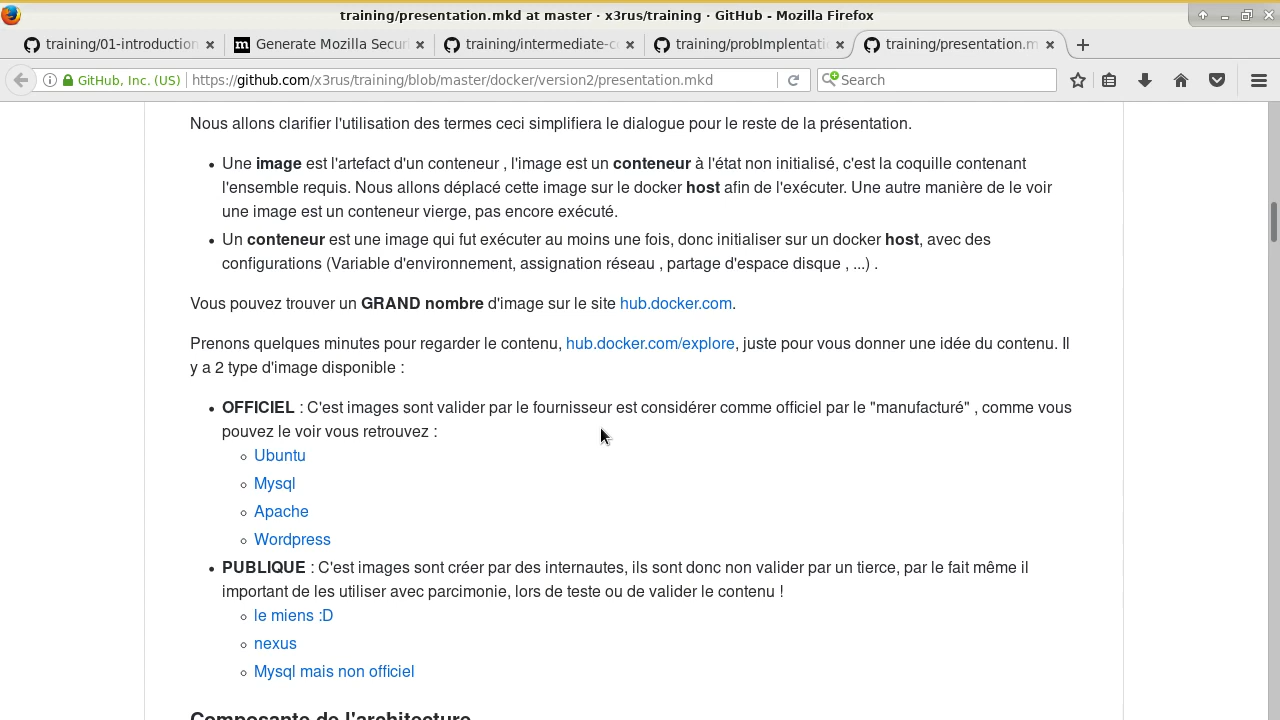 training/presentation.mkd at master · x3rus/training · GitHub - Mozilla Firefox
training/01-introduction
Generate Mozilla Secur
training/intermediate-c
training/probImplentati
training/presentation.m
GitHub, Inc. (US)
https://github.com/x3rus/training/blob/master/docker/version2/presentation.mkd
Search
Nous allons clarifier l'utilisation des termes ceci simplifiera le dialogue pour le reste de la présentation.
• Une image est l'artefact d'un conteneur , l'image est un conteneur à l'état non initialisé, c'est la coquille contenant
l'ensemble requis. Nous allons déplacé cette image sur le docker host afin de l'exécuter. Une autre manière de le voir
une image est un conteneur vierge, pas encore exécuté.
• Un conteneur est une image qui fut exécuter au moins une fois, donc initialiser sur un docker host, avec des
configurations (Variable d'environnement, assignation réseau , partage d'espace disque , ...) .
Vous pouvez trouver un GRAND nombre d'image sur le site hub.docker.com.
Prenons quelques minutes pour regarder le contenu, hub.docker.com/explore, juste pour vous donner une idée du contenu. Il
y a 2 type d'image disponible :
• OFFICIEL : C'est images sont valider par le fournisseur est considérer comme officiel par le "manufacturé" , comme vous
pouvez le voir vous retrouvez :
◦ Ubuntu
◦ Mysql
◦ Apache
◦ Wordpress
• PUBLIQUE : C'est images sont créer par des internautes, ils sont donc non valider par un tierce, par le fait même il
important de les utiliser avec parcimonie, lors de teste ou de valider le contenu !
◦ le miens :D
◦ nexus
◦ Mysql mais non officiel
Composante de l'architecture